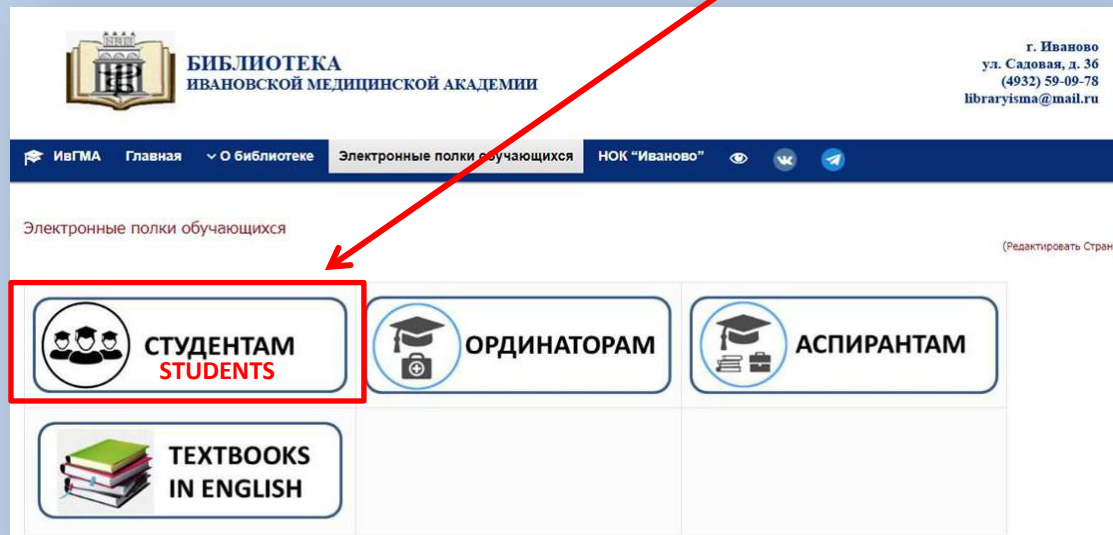 БИБЛИОТЕКА
ИВАНОВСКОЙ МЕДИЦИНСКОЙ АКАДЕМИИ
г. Иваново
ул. Садовая, д. 36
(4932) 59-09-78
libraryisma@mail.ru
ИвГМА Главная О библиотеке Электронные полки обучающихся НОК "Иваново"
Электронные полки обучающихся
(Редактировать Стран
СТУДЕНТАМ
STUDENTS
ОРДИНАТОРАМ
АСПИРАНТАМ
TEXTBOOKS
IN ENGLISH